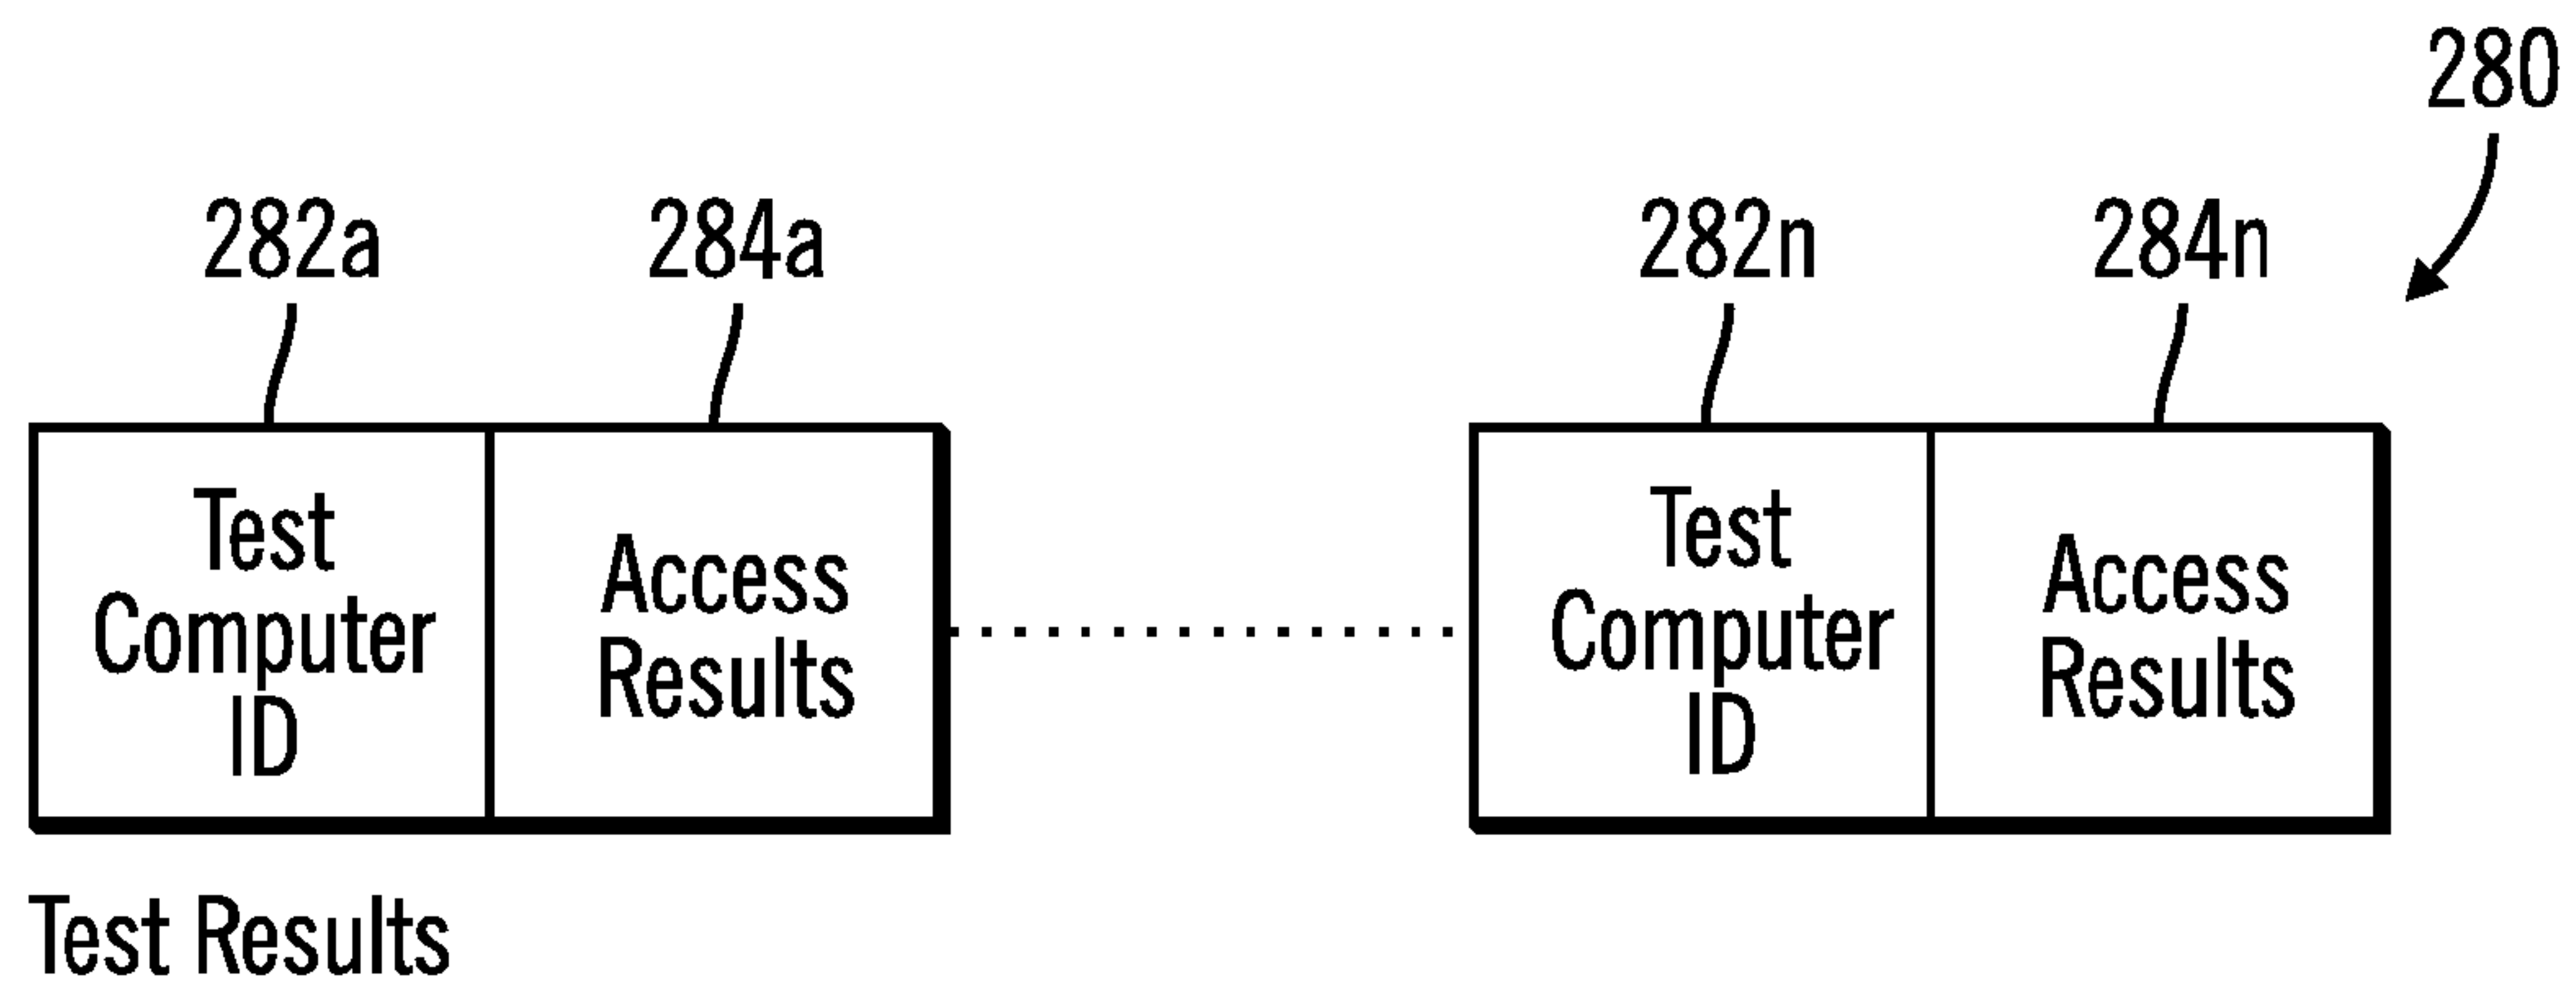 280
282a 284a 282n 284n
Test
Computer
ID
Access
Results
Test
Computer
ID
Access
Results
Test Results